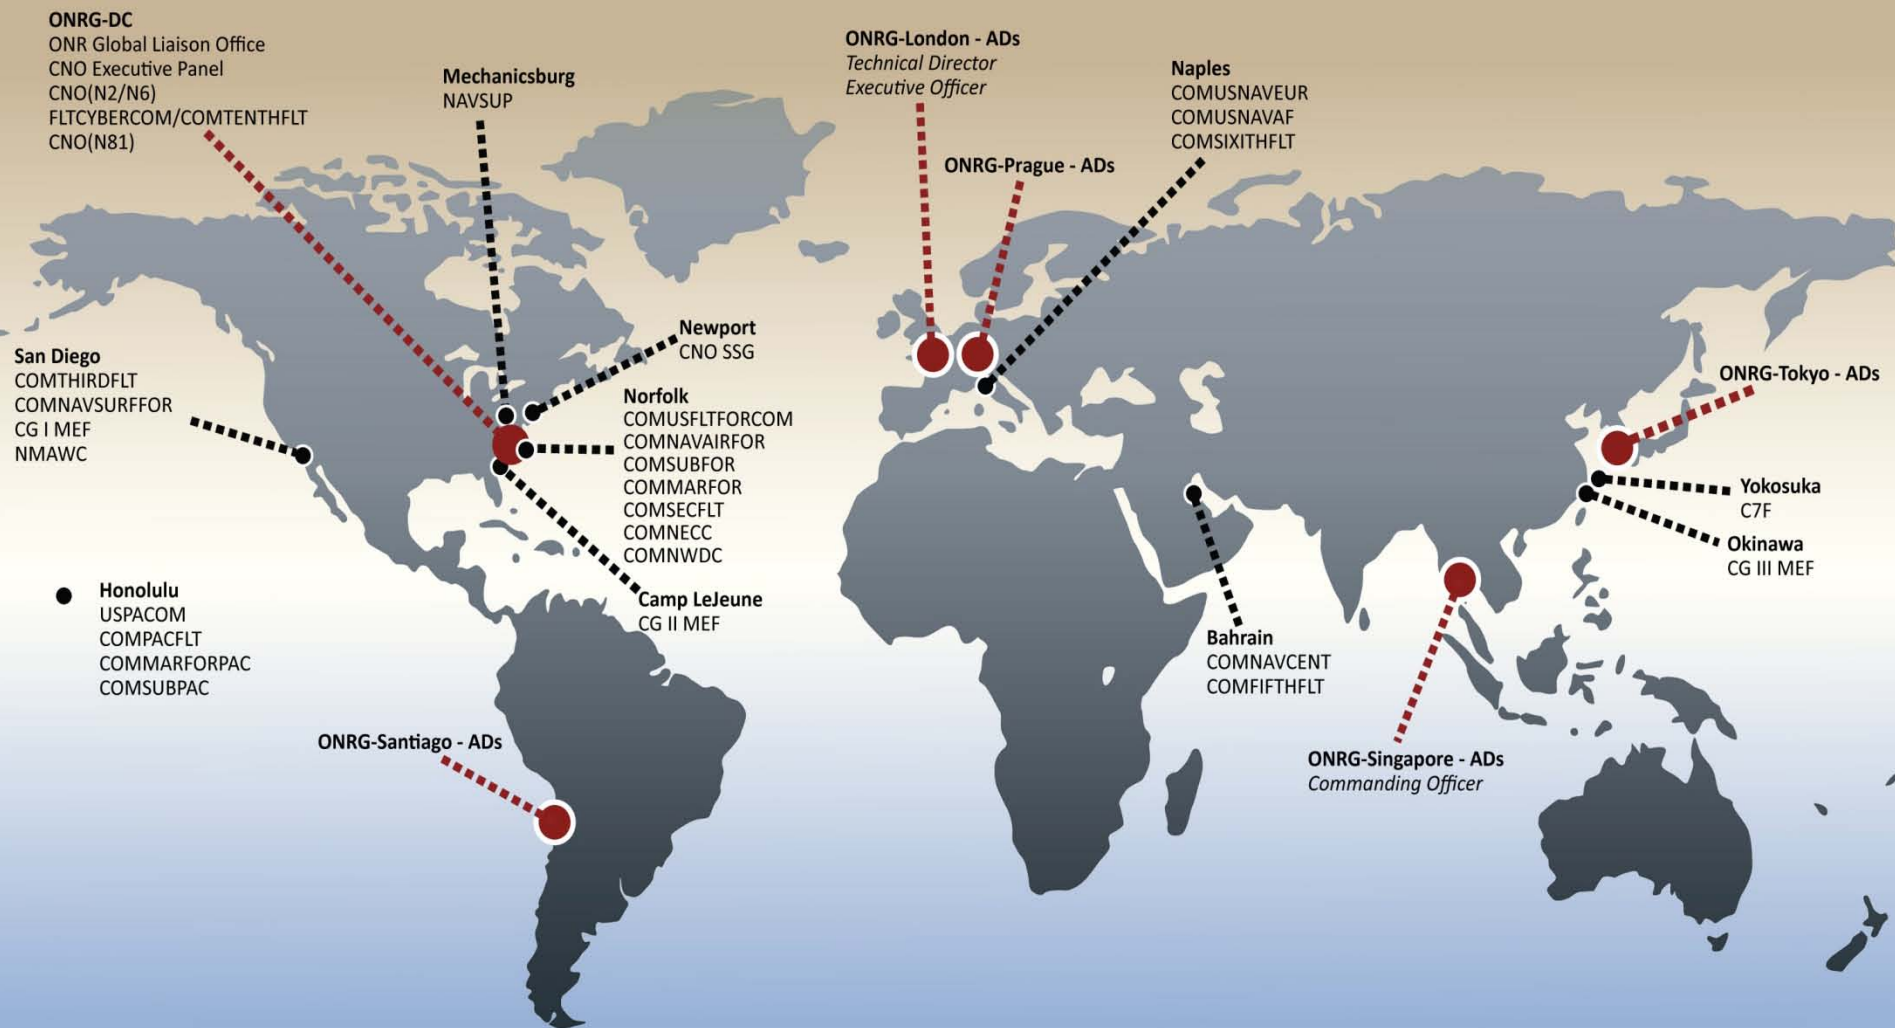 ONRG-DC
ONR Global Liaison Office
CNO Executive Panel
CNO(N2/N6)
FLTCYBERCOM/COMTENTHFLT
CNO(N81)
Mechanicsburg
NAVSUP
ONRG-London - ADs
Technical Director
Executive Officer
ONRG-Prague - ADs
Naples
COMUSNAVEUR
COMUSNAVAF
COMSIXITHFLT
Newport
CNO SSG
San Diego
COMTHIRDFLT
COMNAVSURFFOR
CG I MEF
NMAWC
Norfolk
COMUSFLTFORCOM
COMNAVAIRFOR
COMSUBFOR
COMMARFOR
COMSECFLT
COMNECC
COMNWDC
ONRG-Tokyo - ADs
Yokosuka
C7F
Okinawa
CG III MEF
Honolulu
USPACOM
COMPACFLT
COMMARFORPAC
COMSUBPAC
Camp LeJeune
CG II MEF
Bahrain
COMNAVCENT
COMFIFTHFLT
ONRG-Santiago - ADs
ONRG-Singapore - ADs
Commanding Officer